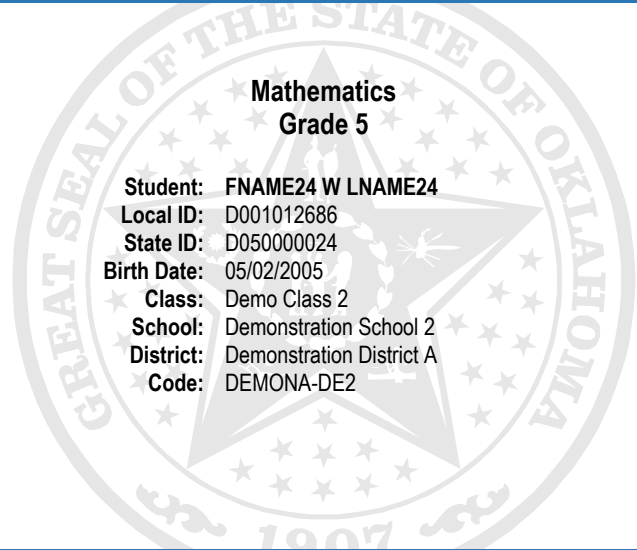 GREAT SEAL OF THE STATE OF OKLAHOMA
Mathematics
Grade 5
Student: FNAME24 W LNAME24
Local ID: D001012686
State ID: D050000024
Birth Date: 05/02/2005
Class: Demo Class 2
School: Demonstration School 2
District: Demonstration District A
Code: DEMONA-DE2
1907